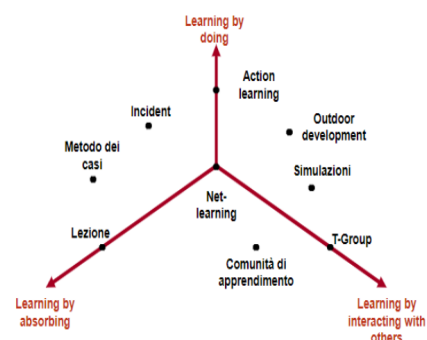 Learning by
doing
Action
learning
Incident
Outdoor
development
Metodo dei
casi
Simulazioni
Net-
learning
Lezione
T-Group
Comunità di
apprendimento
Learning by
absorbing
Learning by
interacting with
others